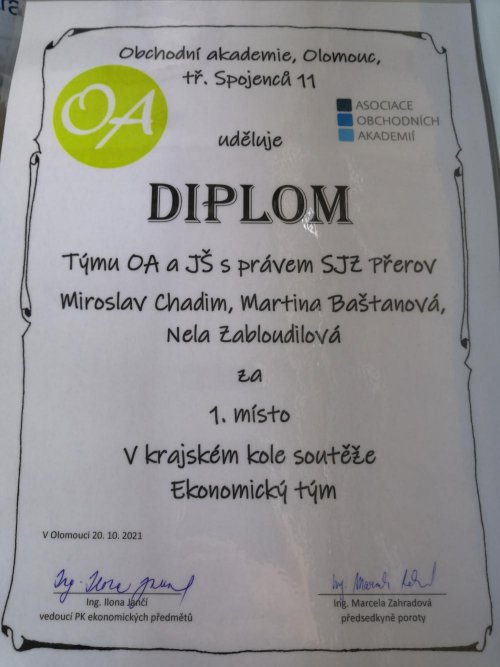 Obchodní akademie, Olomouc,
tř. Spojenců 11
OA
ASOCIACE
OBCHODNÍCH
AKADEMIÍ
uděluje
DIPLOM
Týmu OA a JŠ s právem SJZ Přerov
Miroslav Chadim, Martina Baštanová,
Nela Zabloudilová
za
1. místo
V krajském kole soutěže
Ekonomický tým
V Olomouci 20. 10. 2021
Ing. Ilona Jančí
vedoucí PK ekonomických předmětů
Ing. Marcela Zahradová
předsedkyně poroty